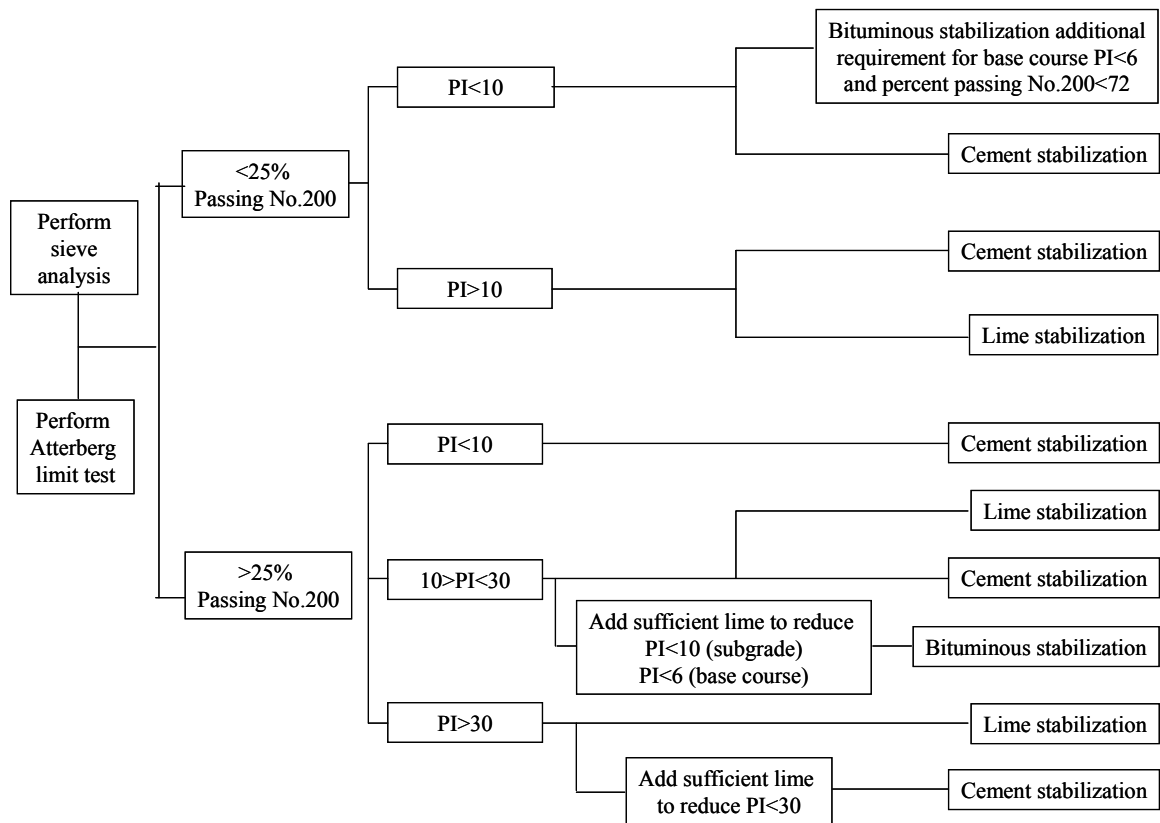 Perform
sieve
analysis
Perform
Atterberg
limit test
<25%
Passing No.200
PI<10
Bituminous stabilization additional
requirement for base course PI<6
and percent passing No.200<72
Cement stabilization
PI>10
Cement stabilization
Lime stabilization
>25%
Passing No.200
PI<10
Cement stabilization
10>PI<30
Lime stabilization
Cement stabilization
Add sufficient lime to reduce
PI<10 (subgrade)
PI<6 (base course)
Bituminous stabilization
PI>30
Lime stabilization
Add sufficient lime
to reduce PI<30
Cement stabilization